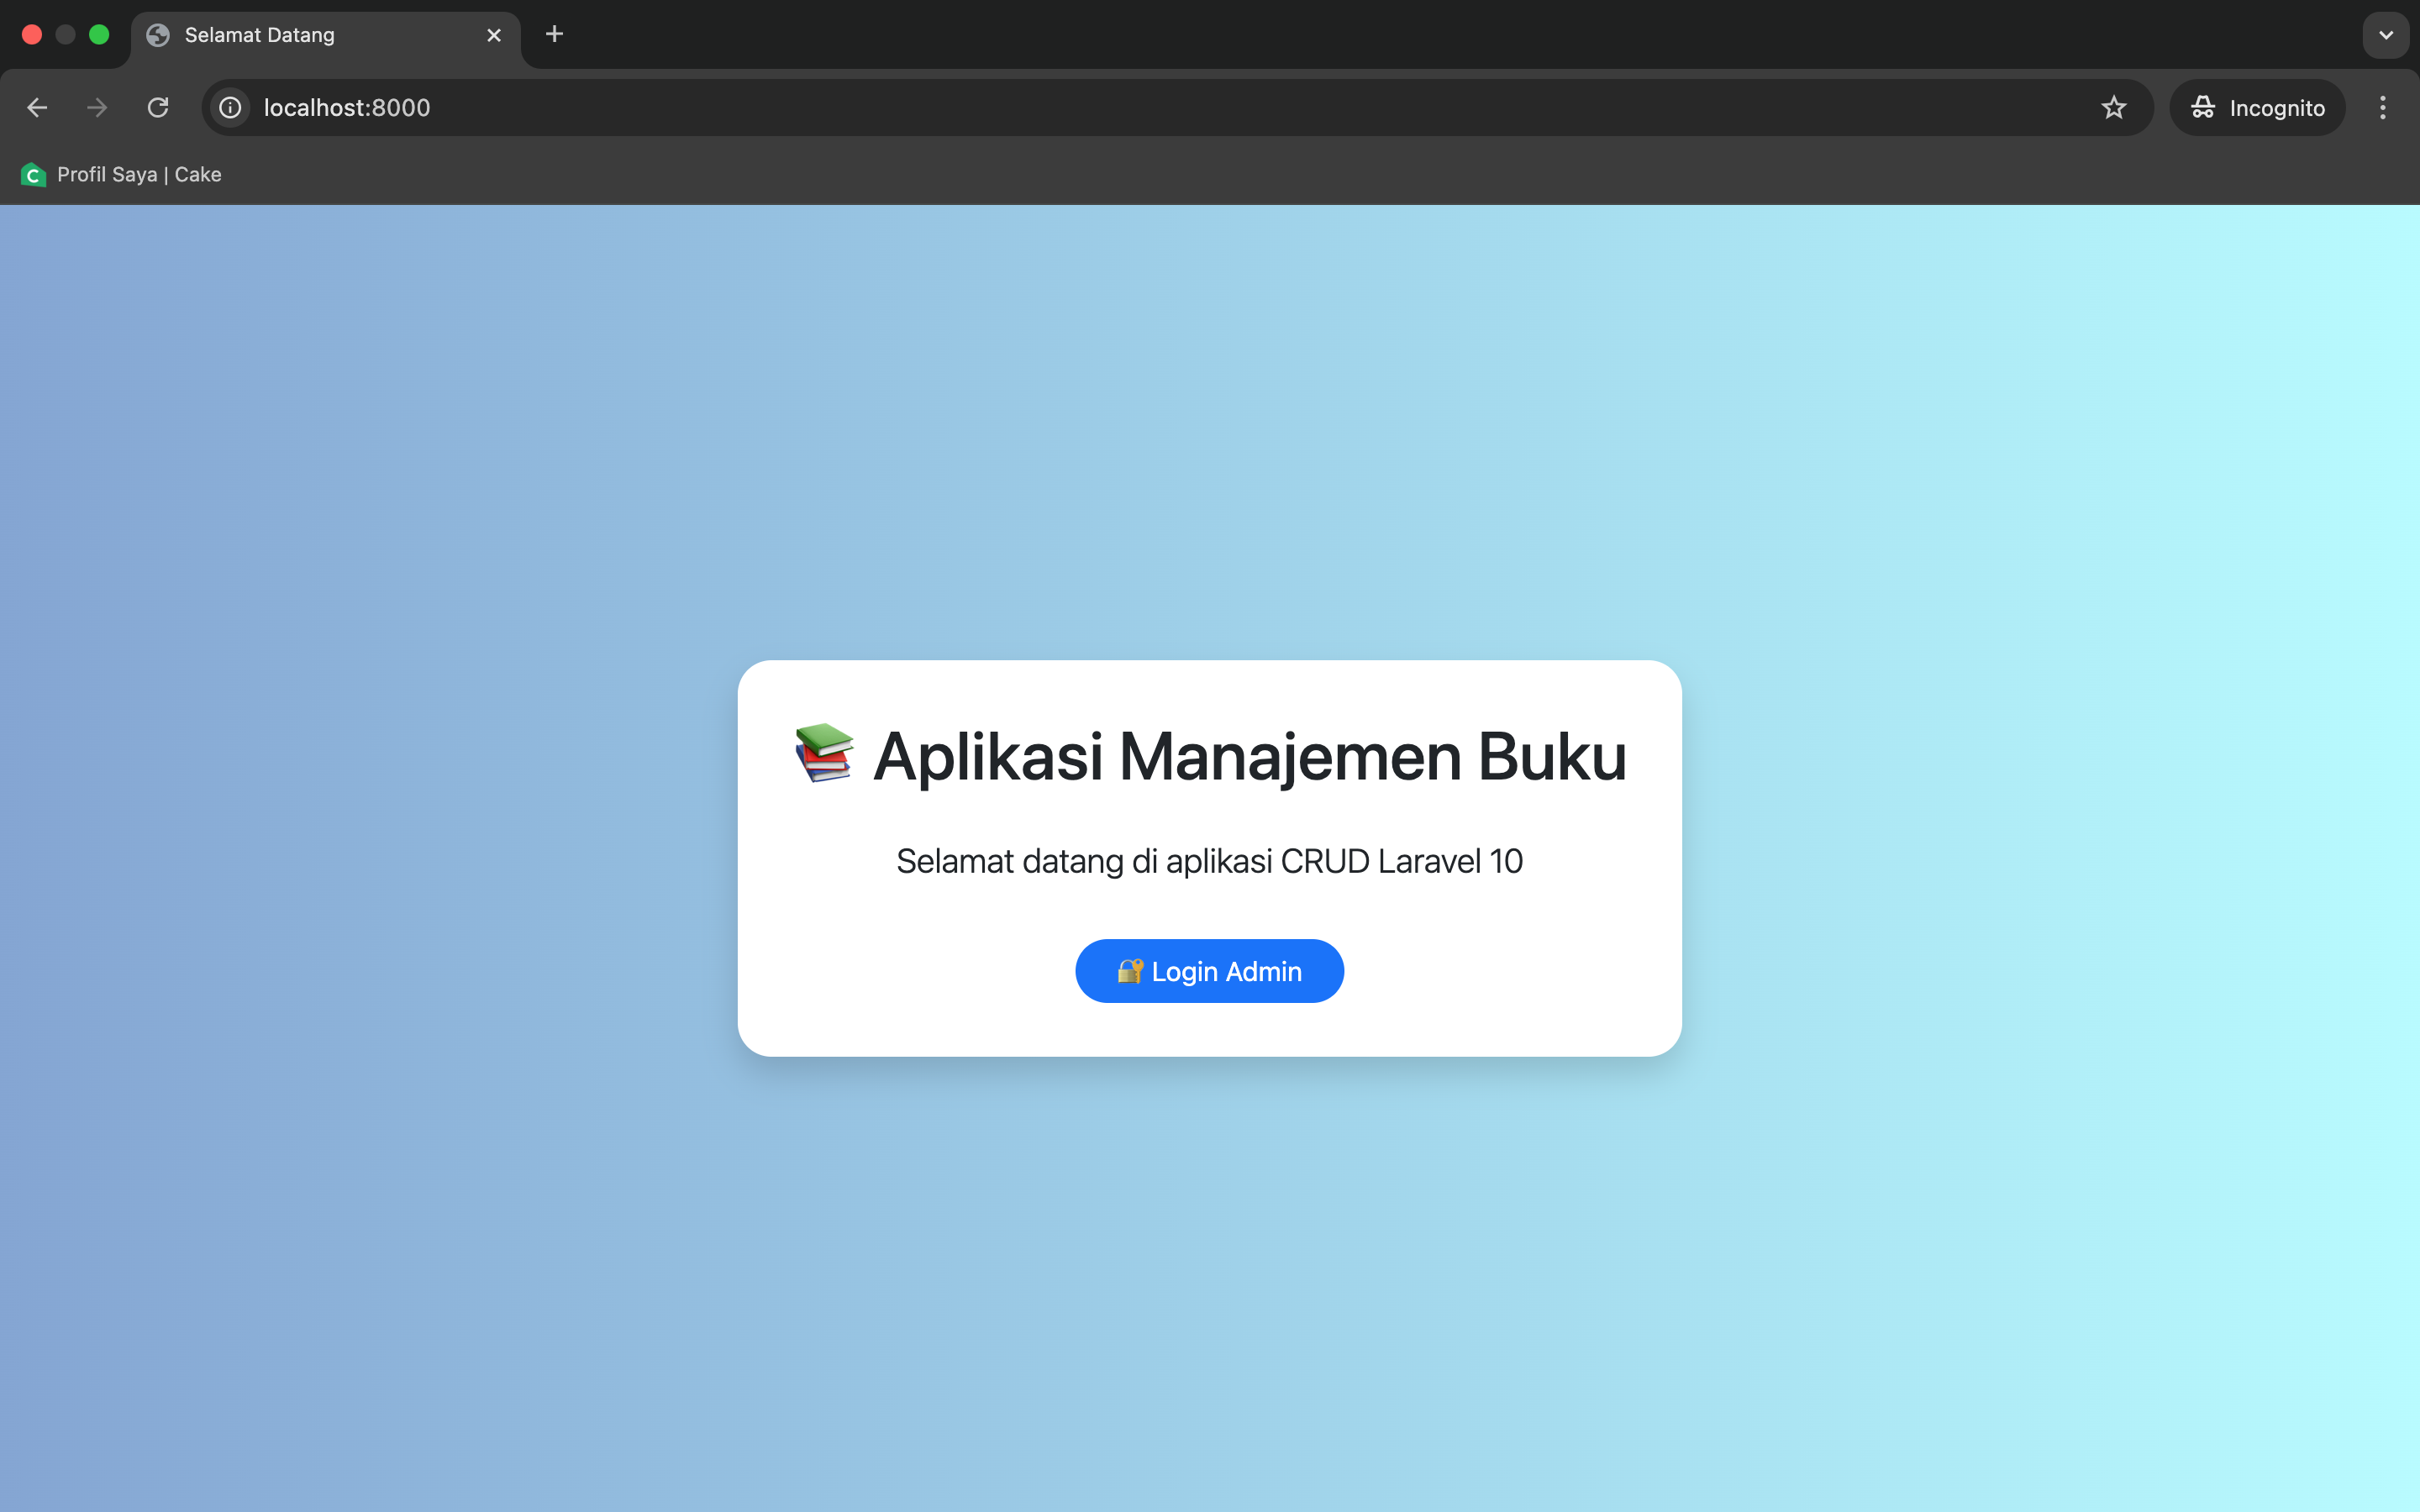 Selamat Datang
localhost:8000
Incognito
Profil Saya | Cake
📚 Aplikasi Manajemen Buku
Selamat datang di aplikasi CRUD Laravel 10
🔐 Login Admin